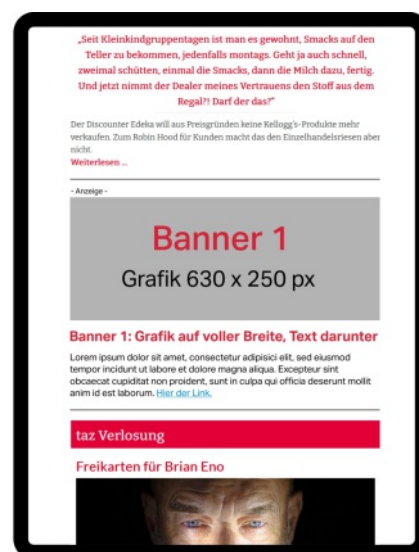 „Seit Kleinkindgruppentagen ist man es gewohnt, Smacks auf den
Teller zu bekommen, jedenfalls montags. Geht ja auch schnell,
zweimal schütten, einmal die Smacks, dann die Milch dazu, fertig.
Und jetzt nimmt der Dealer meines Vertrauens den Stoff aus dem
Regal?! Darf der das?“
Der Discounter Edeka will aus Preisgründen keine Kellogg's-Produkte mehr
verkaufen. Zum Robin Hood für Kunden macht das den Einzelhandelsriesen aber
nicht.
Weiterlesen ...
- Anzeige -
Banner 1
Grafik 630 x 250 px
Banner 1: Grafik auf voller Breite, Text darunter
Lorem ipsum dolor sit amet, consectetur adipisici elit, sed eiusmod
tempor incidunt ut labore et dolore magna aliqua. Excepteur sint
obcaecat cupiditat non proident, sunt in culpa qui officia deserunt mollit
anim id est laborum. Hier der Link.
taz Verlosung
Freikarten für Brian Eno